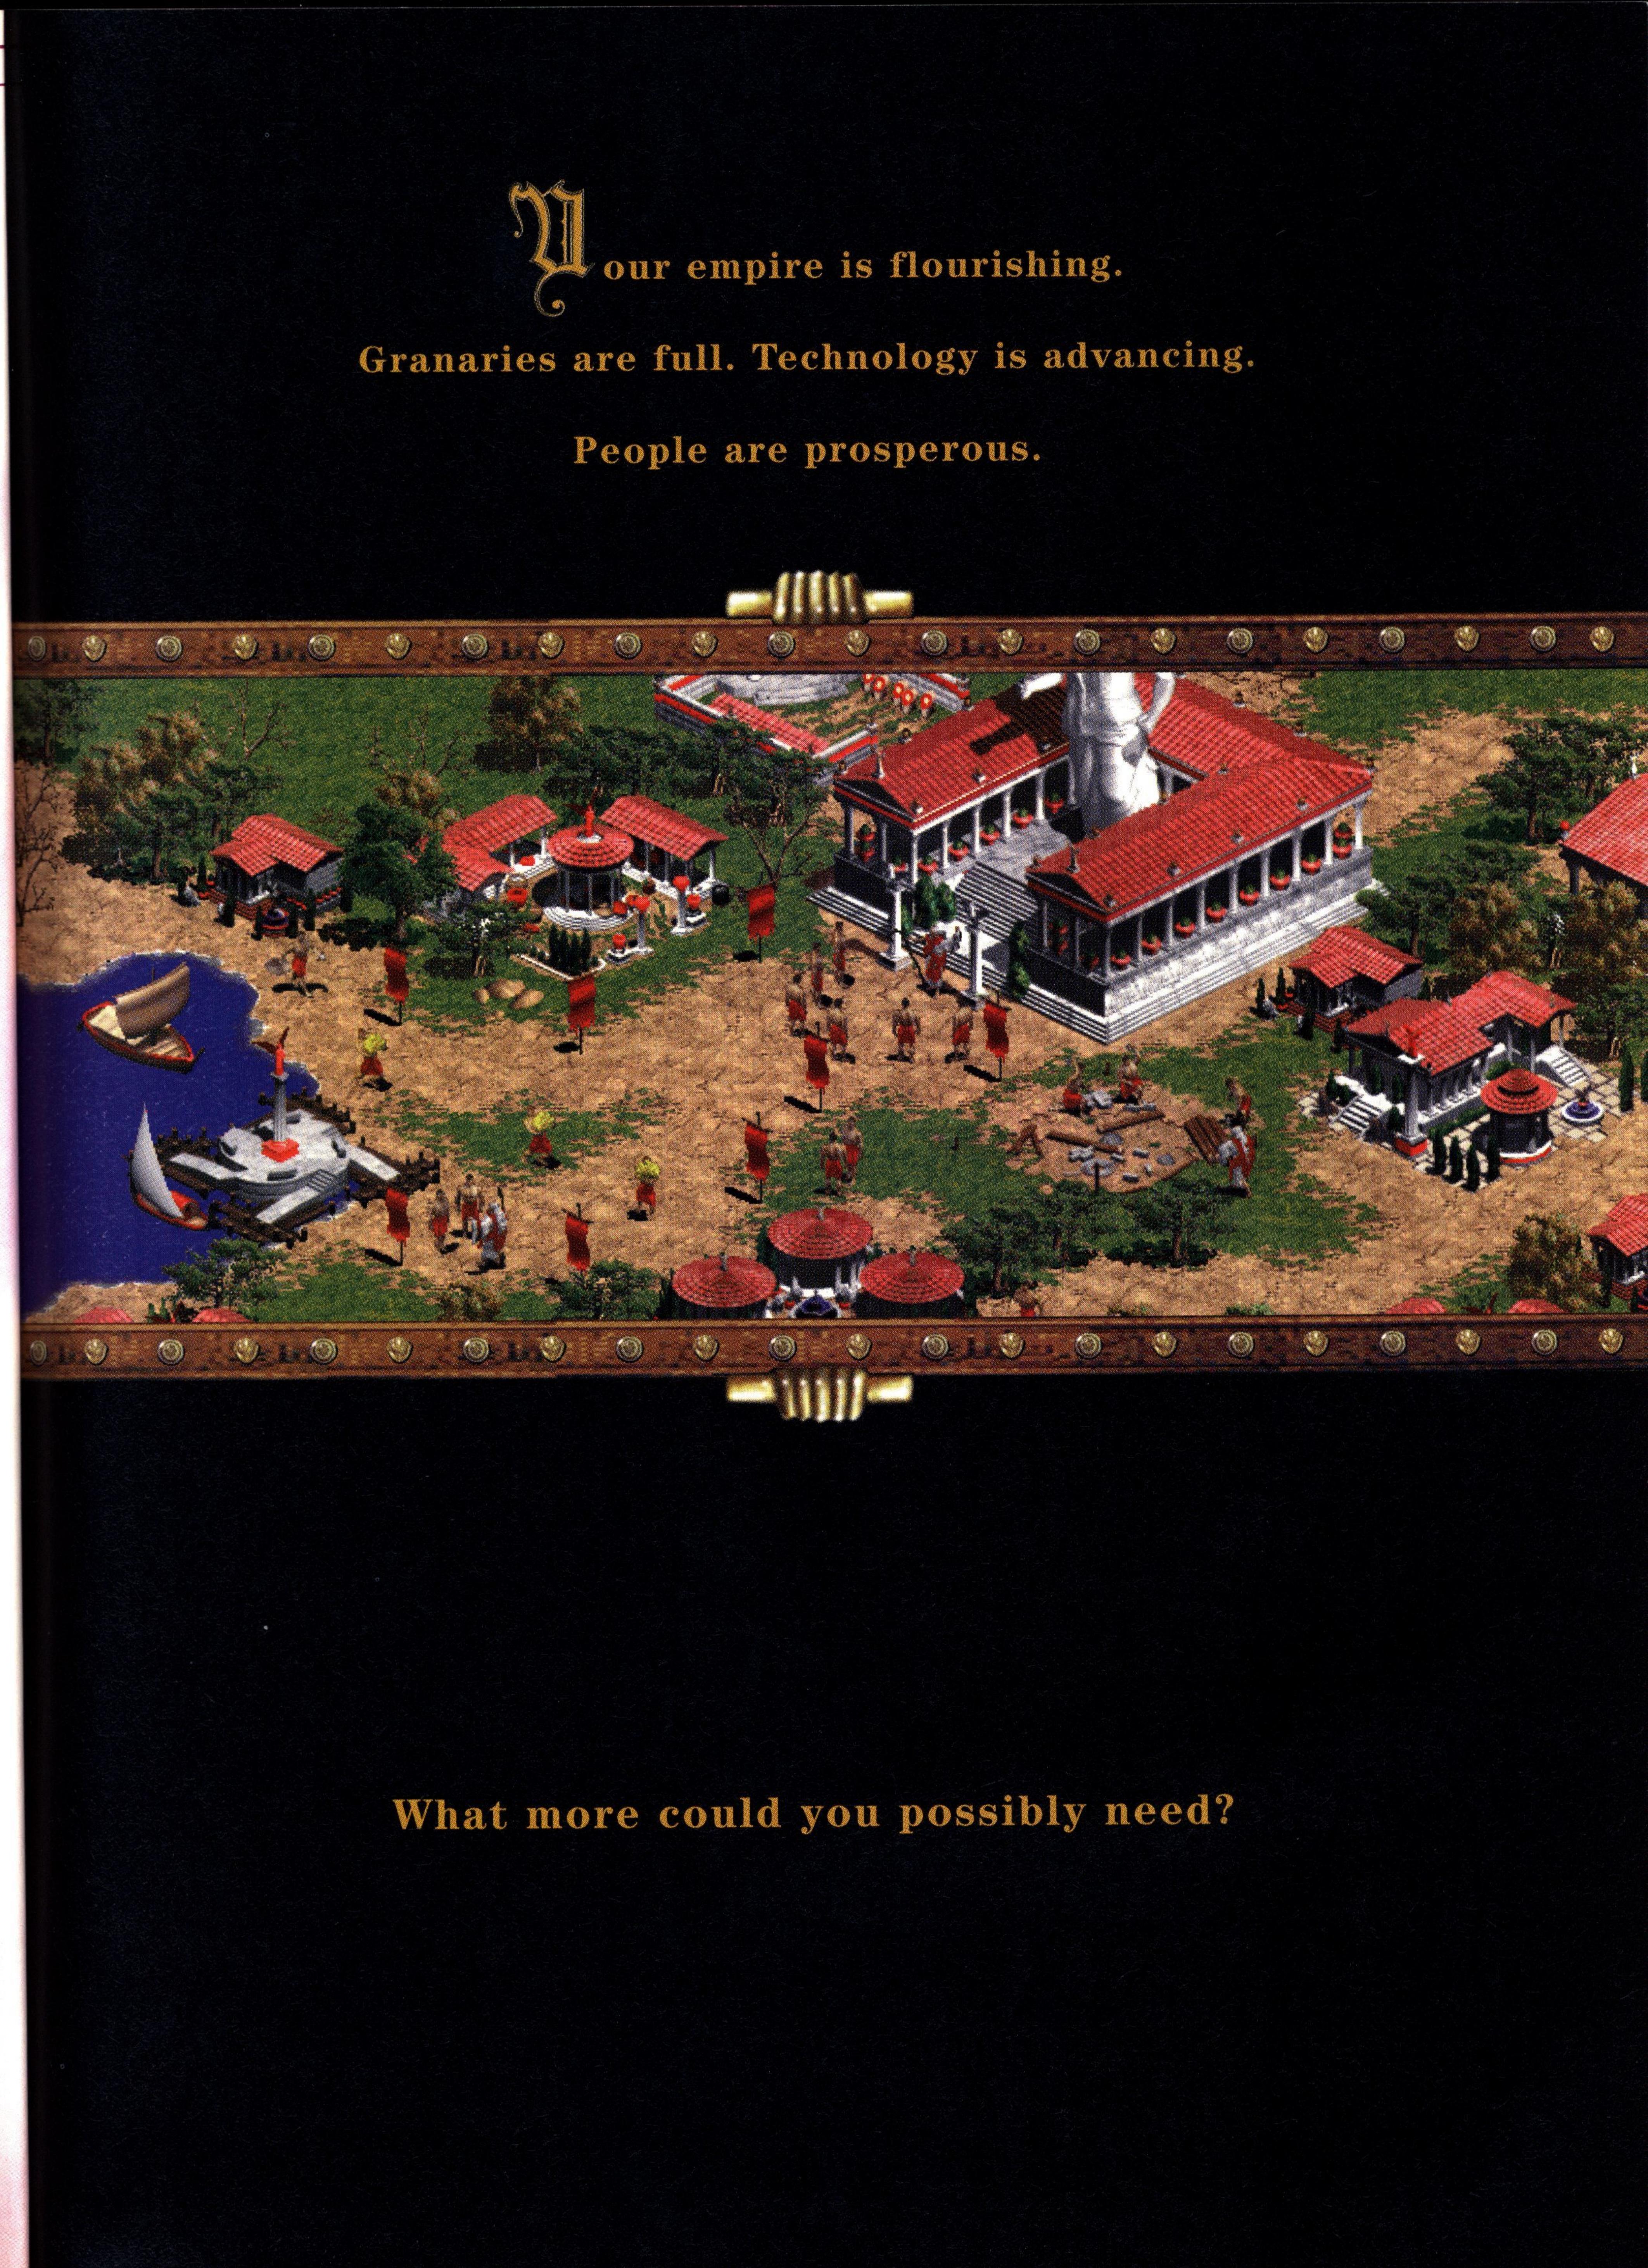 Your empire is flourishing.
Granaries are full. Technology is advancing.
People are prosperous.
What more could you possibly need?